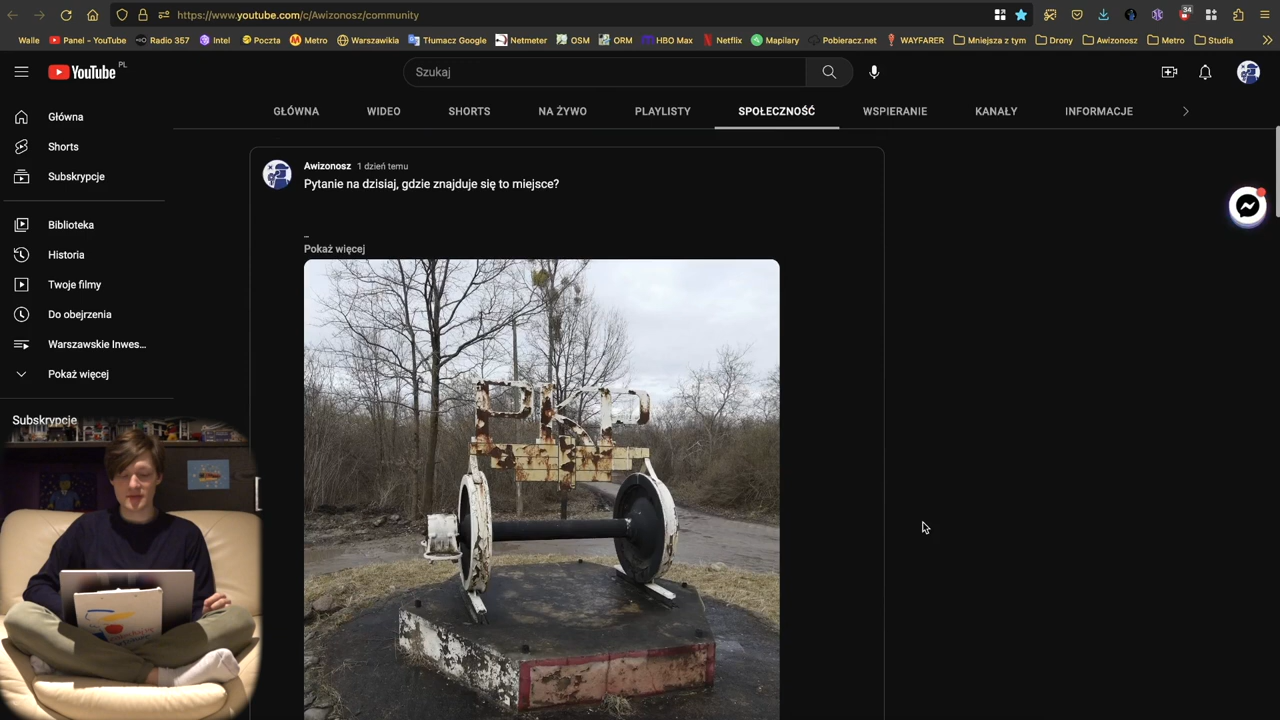 https://www.youtube.com/c/Awizonosz/community
34
Walle
Panel – YouTube
Radio 357
Intel
Poczta
Metro
Warszawikia
Tłumacz Google
Netmeter
OSM
ORM
HBO Max
Netflix
Mapilary
Pobieracz.net
WAYFARER
Mniejsza z tym
Drony
Awizonosz
Metro
Studia
YouTube PL
Szukaj
GŁÓWNA
WIDEO
SHORTS
NA ŻYWO
PLAYLISTY
SPOŁECZNOŚĆ
WSPIERANIE
KANAŁY
INFORMACJE
Główna
Shorts
Subskrypcje
Biblioteka
Historia
Twoje filmy
Do obejrzenia
Warszawskie Inwes...
Pokaż więcej
Subskrypcje
Awizonosz 1 dzień temu
Pytanie na dzisiaj, gdzie znajduje się to miejsce?
...
Pokaż więcej
PKP